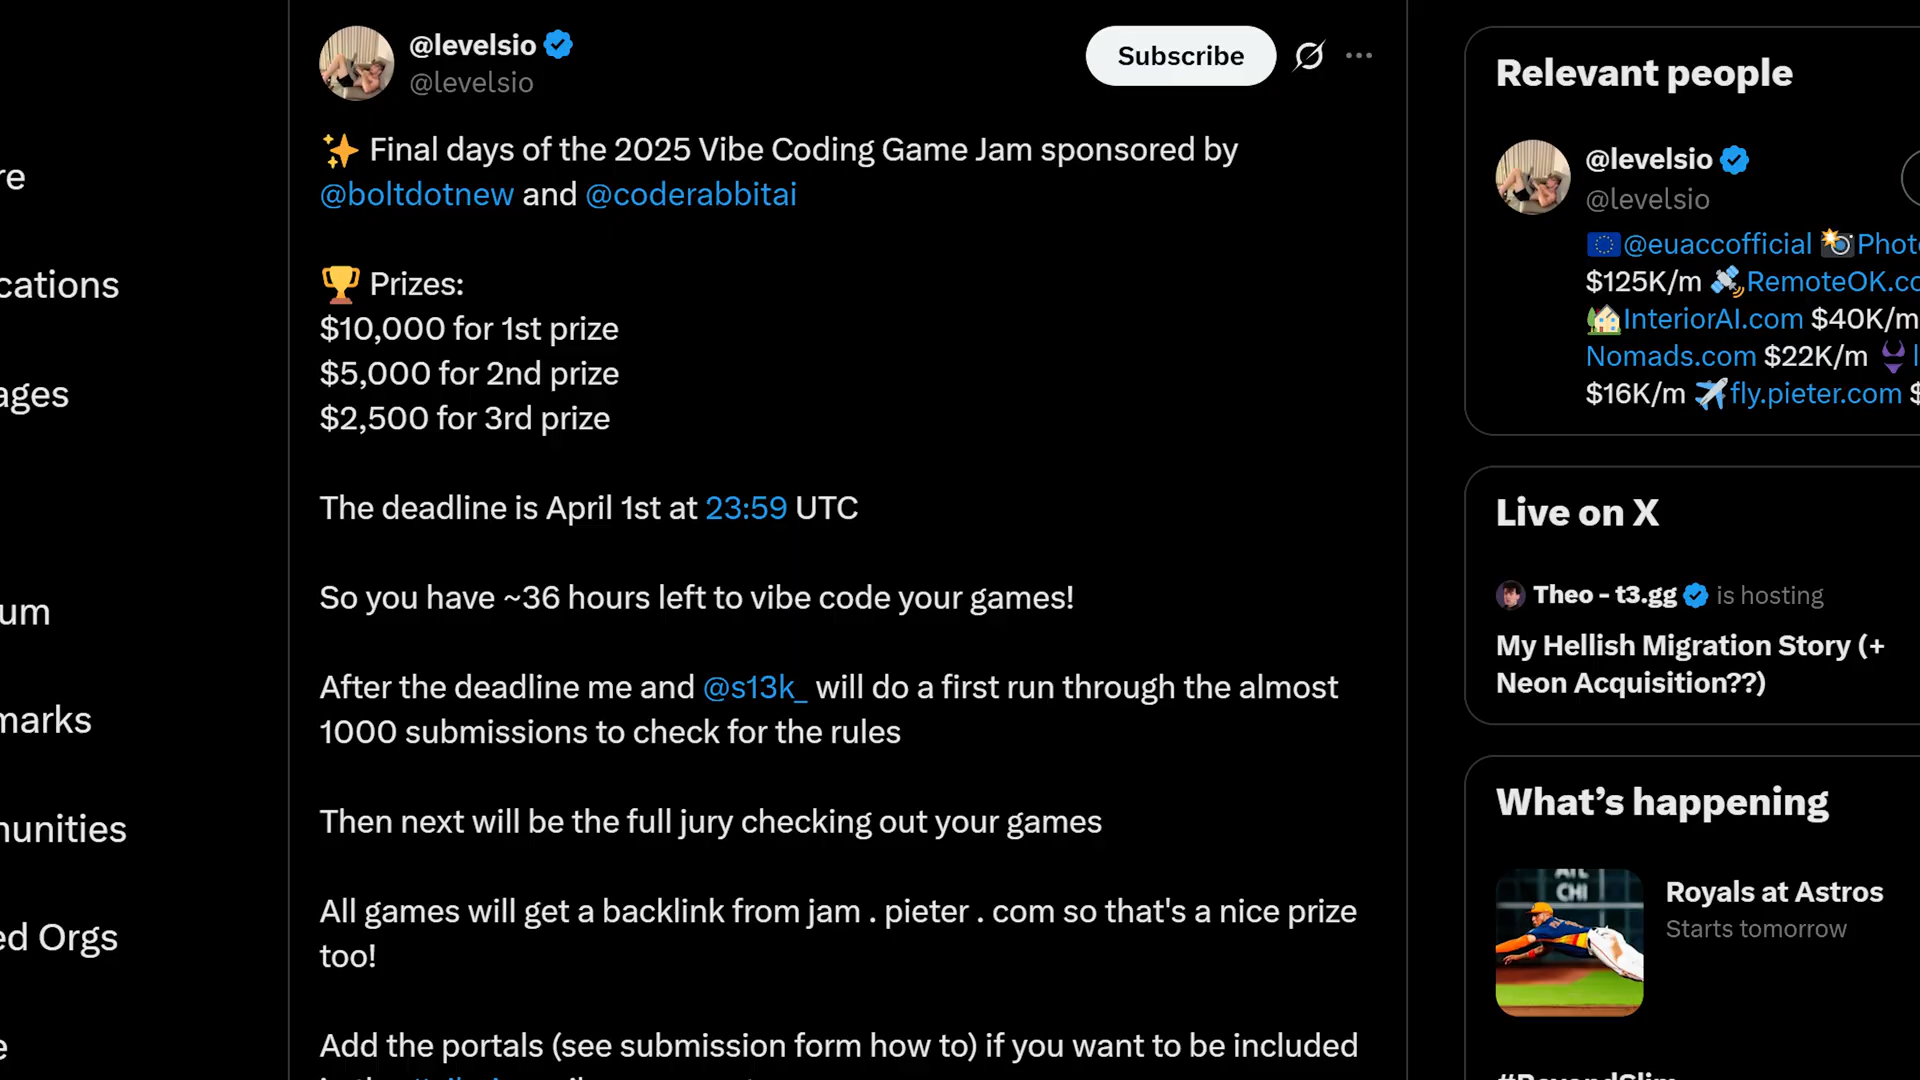 re
cations
ages
um
marks
munities
ed Orgs
e
@levelsio
@levelsio
Subscribe
✨ Final days of the 2025 Vibe Coding Game Jam sponsored by
@boltdotnew and @coderabbitai
🏆 Prizes:
$10,000 for 1st prize
$5,000 for 2nd prize
$2,500 for 3rd prize
The deadline is April 1st at 23:59 UTC
So you have ~36 hours left to vibe code your games!
After the deadline me and @s13k_ will do a first run through the almost
1000 submissions to check for the rules
Then next will be the full jury checking out your games
All games will get a backlink from jam . pieter . com so that's a nice prize
too!
Add the portals (see submission form how to) if you want to be included
Relevant people
@levelsio
@levelsio
🇪🇺@euaccofficial 📸Phot
$125K/m 🛰RemoteOK.co
🏡InteriorAI.com $40K/m
Nomads.com $22K/m 👙
$16K/m ✈️fly.pieter.com $
Live on X
Theo - t3.gg is hosting
My Hellish Migration Story (+
Neon Acquisition??)
What's happening
ATL
CHI
Royals at Astros
Starts tomorrow